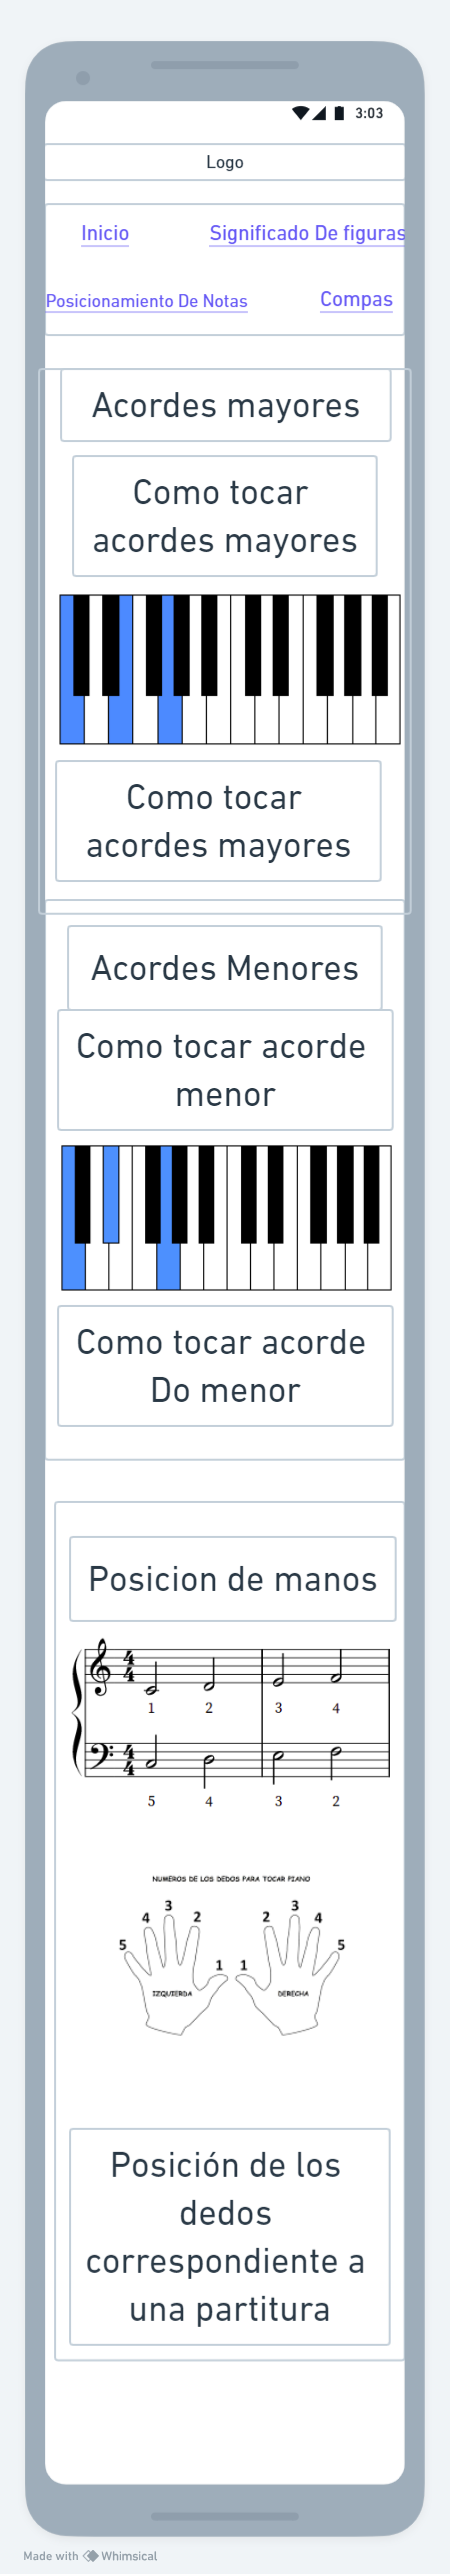 3:03
Logo
Inicio
Significado De figuras
Posicionamiento De Notas
Compas
Acordes mayores
Como tocar
acordes mayores
Como tocar
acordes mayores
Acordes Menores
Como tocar acorde
menor
Como tocar acorde
Do menor
Posicion de manos
4 4
1 2 3 4
4 4
5 4 3 2
NUMEROS DE LOS DEDOS PARA TOCAR PIANO
5 4 3 2 1 1 2 3 4 5
IZQUIERDA DERECHA
Posición de los
dedos
correspondiente a
una partitura
Made with Whimsical